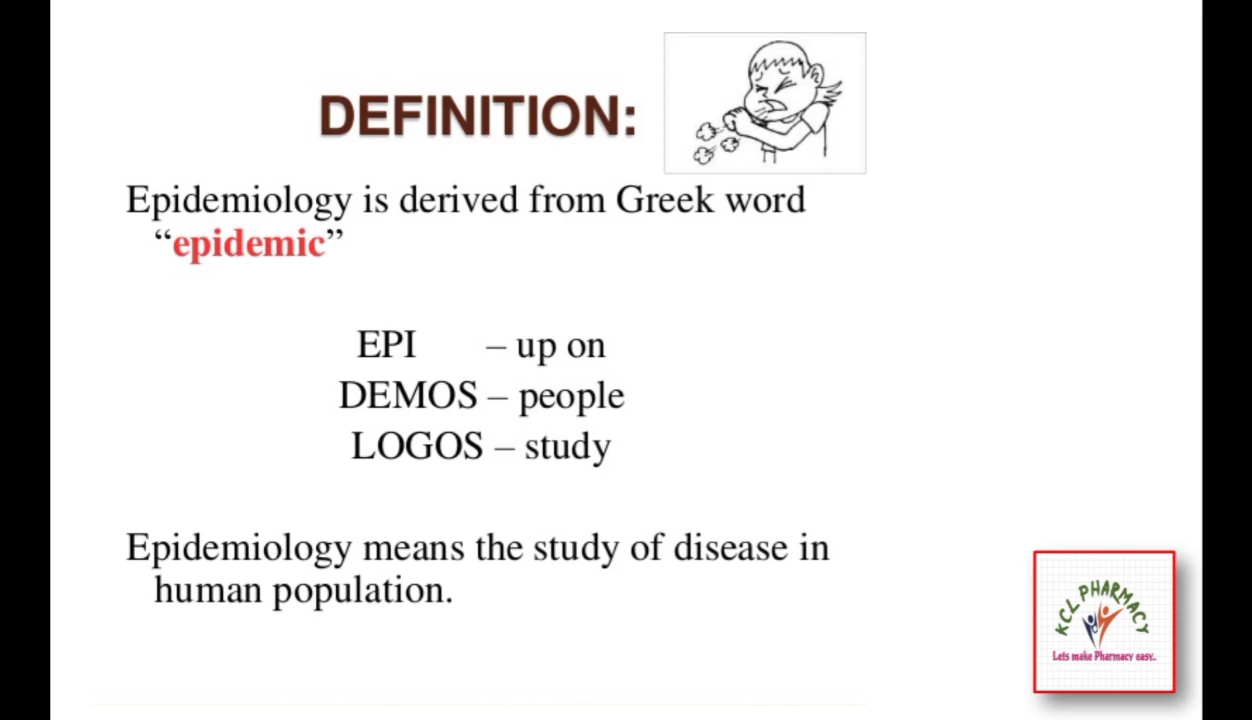 DEFINITION:
Epidemiology is derived from Greek word
“epidemic”
EPI – up on
DEMOS – people
LOGOS – study
Epidemiology means the study of disease in
human population.
KCL PHARMACY
Lets make Pharmacy easy..